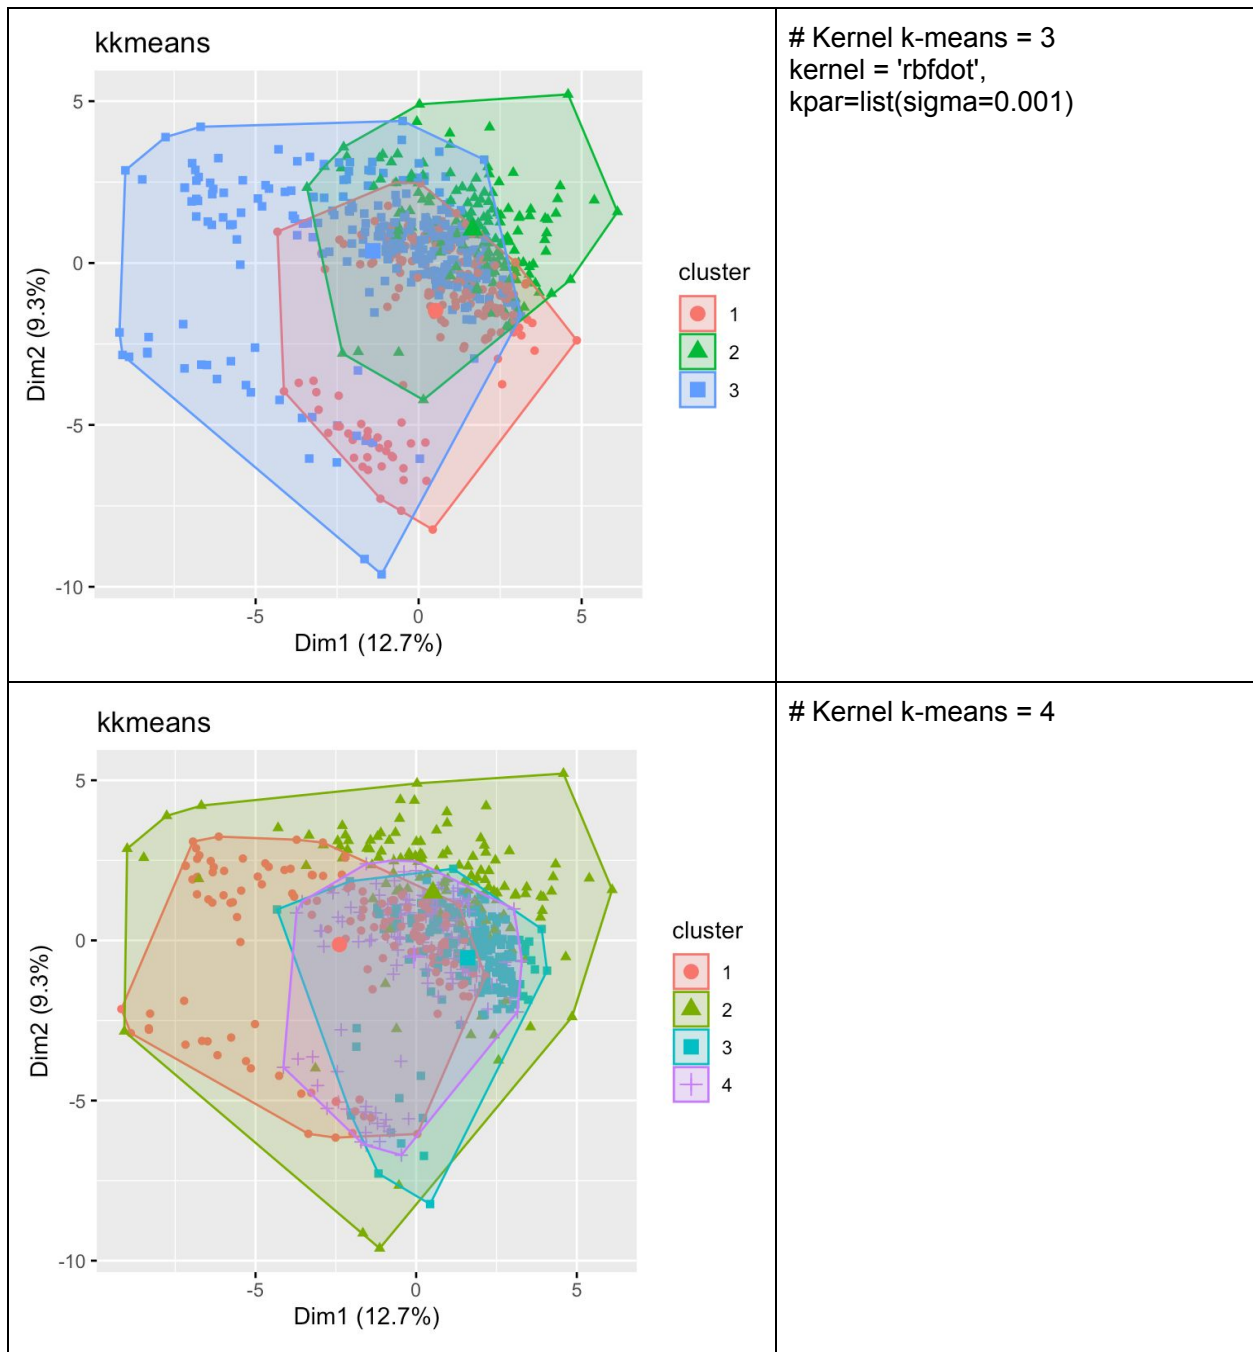 kkmeans
5
0
-5
-10
-5
0
5
Dim1 (12.7%)
Dim2 (9.3%)
cluster
1
2
3
# Kernel k-means = 3
kernel = 'rbfdot',
kpar=list(sigma=0.001)
kkmeans
5
0
-5
-10
-5
0
5
Dim1 (12.7%)
Dim2 (9.3%)
cluster
1
2
3
4
# Kernel k-means = 4